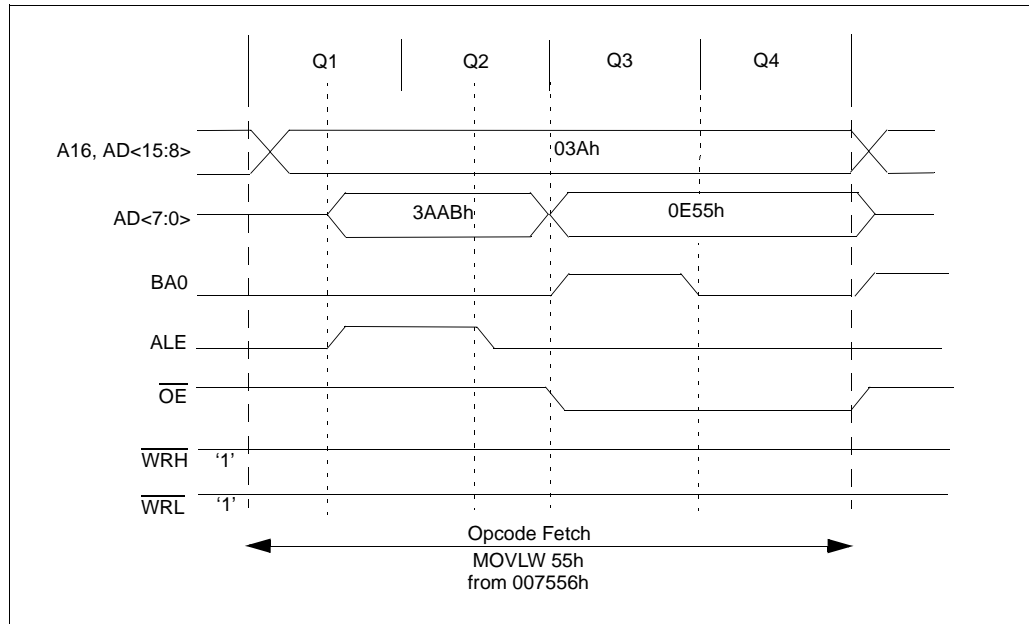 Q1 Q2 Q3 Q4
A16, AD<15:8> 03Ah
AD<7:0> 3AABh 0E55h
BA0
ALE
OE
WRH '1'
WRL '1'
Opcode Fetch
MOVLW 55h
from 007556h